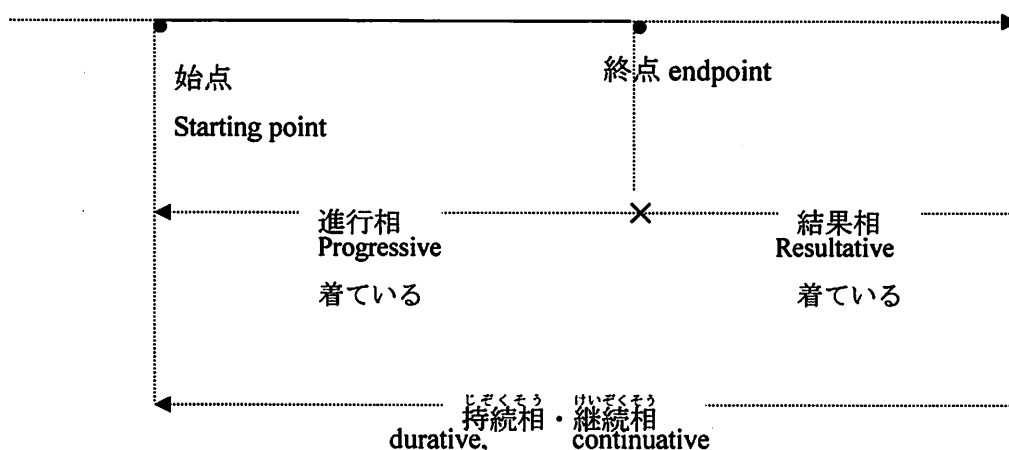 始点
Starting point
終点 endpoint
進行相
Progressive
着ている
結果相
Resultative
着ている
じぞくそう けいぞくそう
持続相・継続相
durative, continuative